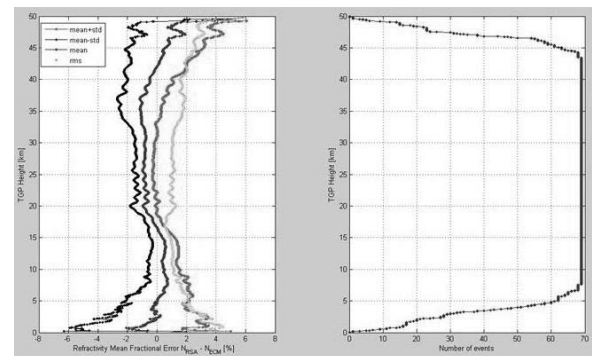 50
45
40
35
30
25
20
15
10
5
0
TGP Height [km]
mean+std
mean-std
mean
rms
-8 -6 -4 -2 0 2 4 6 8
Refractivity Mean Fractional Error N_RSA - N_ECM [%]
50
45
40
35
30
25
20
15
10
5
0
TGP Height [km]
0 10 20 30 40 50 60 70
Number of events